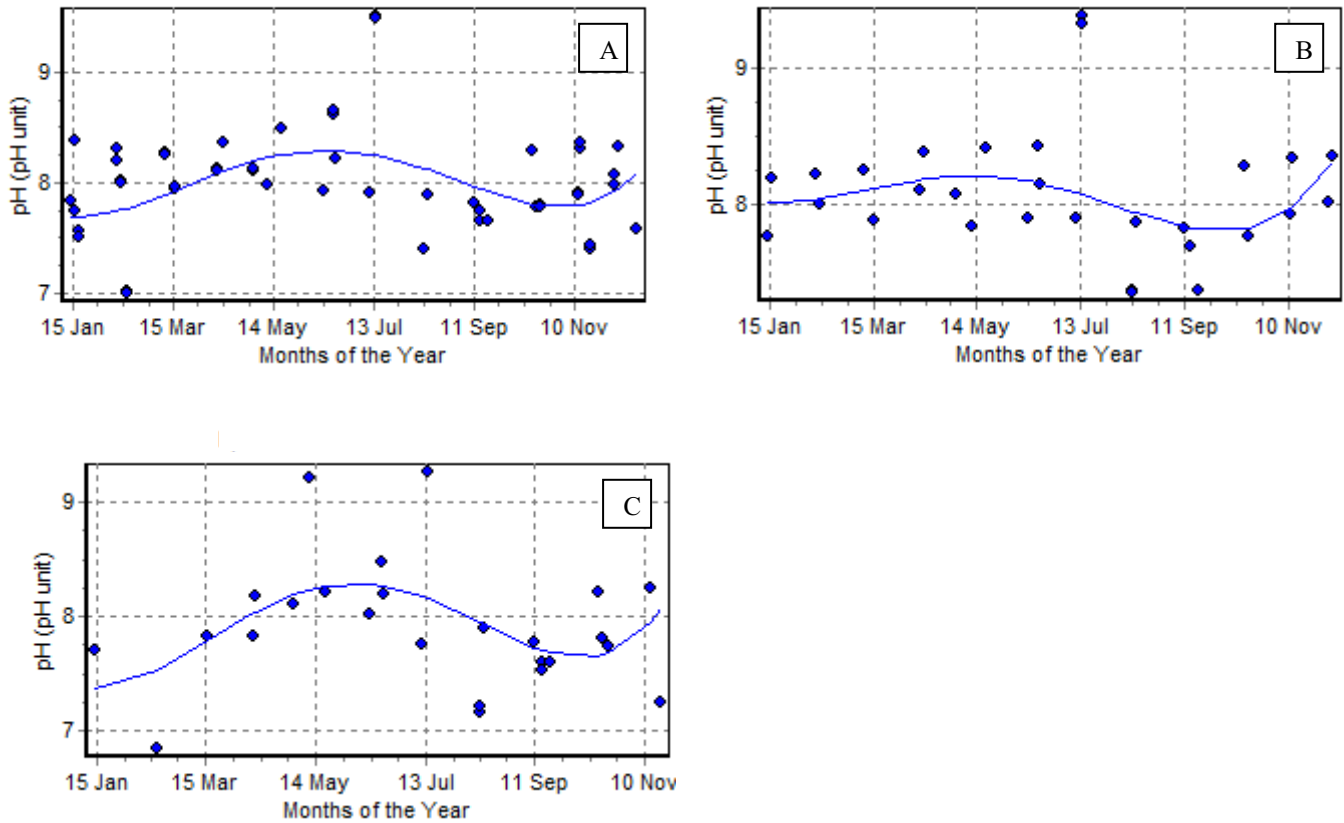 A
pH (pH unit)
9
8
7
15 Jan 15 Mar 14 May 13 Jul 11 Sep 10 Nov
Months of the Year
B
pH (pH unit)
9
8
15 Jan 15 Mar 14 May 13 Jul 11 Sep 10 Nov
Months of the Year
C
pH (pH unit)
9
8
7
15 Jan 15 Mar 14 May 13 Jul 11 Sep 10 Nov
Months of the Year